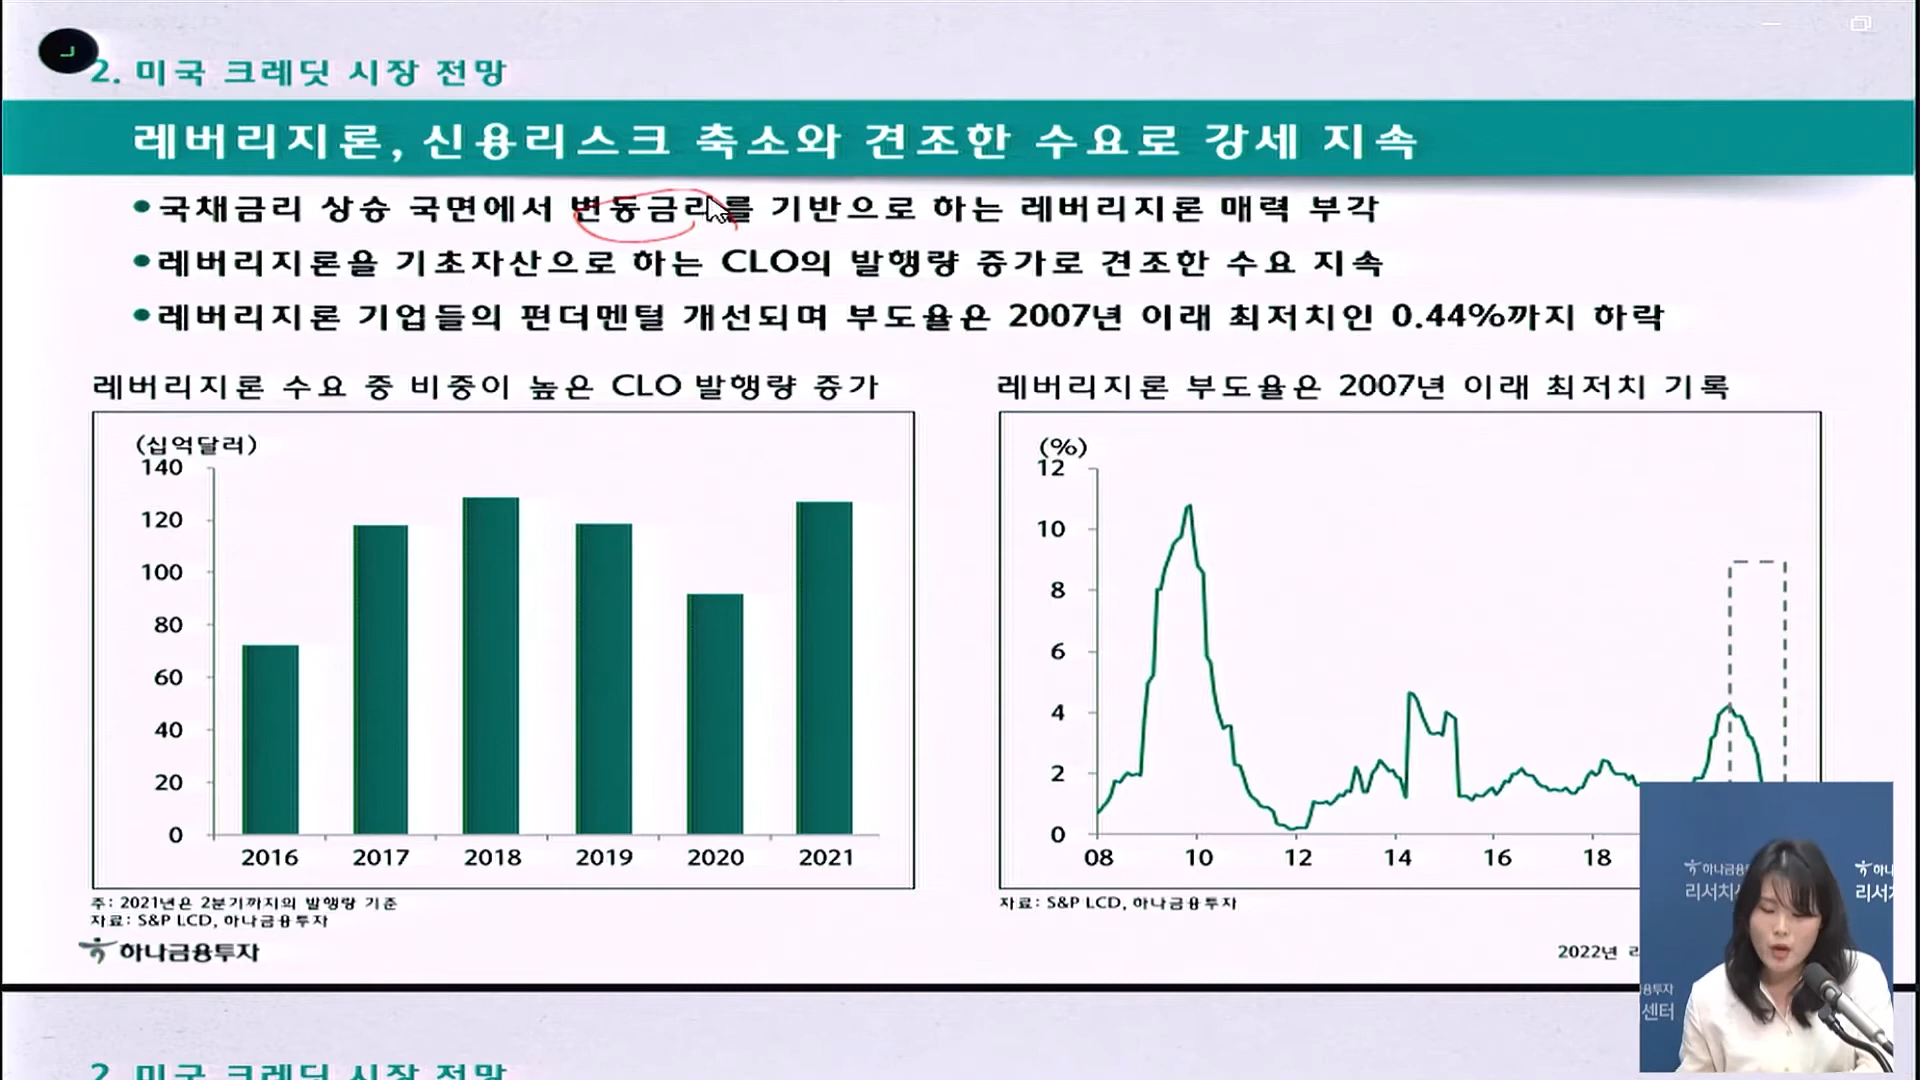 2. 미국 크레딧 시장 전망
레버리지론, 신용리스크 축소와 견조한 수요로 강세 지속
•국채금리 상승 국면에서 변동금리를 기반으로 하는 레버리지론 매력 부각
•레버리지론을 기초자산으로 하는 CLO의 발행량 증가로 견조한 수요 지속
•레버리지론 기업들의 펀더멘털 개선되며 부도율은 2007년 이래 최저치인 0.44%까지 하락
레버리지론 수요 중 비중이 높은 CLO 발행량 증가
(십억달러)
140
120
100
80
60
40
20
0
2016 2017 2018 2019 2020 2021
주: 2021년은 2분기까지의 발행량 기준
자료: S&P LCD, 하나금융투자
레버리지론 부도율은 2007년 이래 최저치 기록
(%)
12
10
8
6
4
2
0
08 10 12 14 16 18
자료: S&P LCD, 하나금융투자
하나금융투자
2022년
하나금융
리서치
하나
리서치
융투자
센터
2. 미국 크레딧 시장 전망